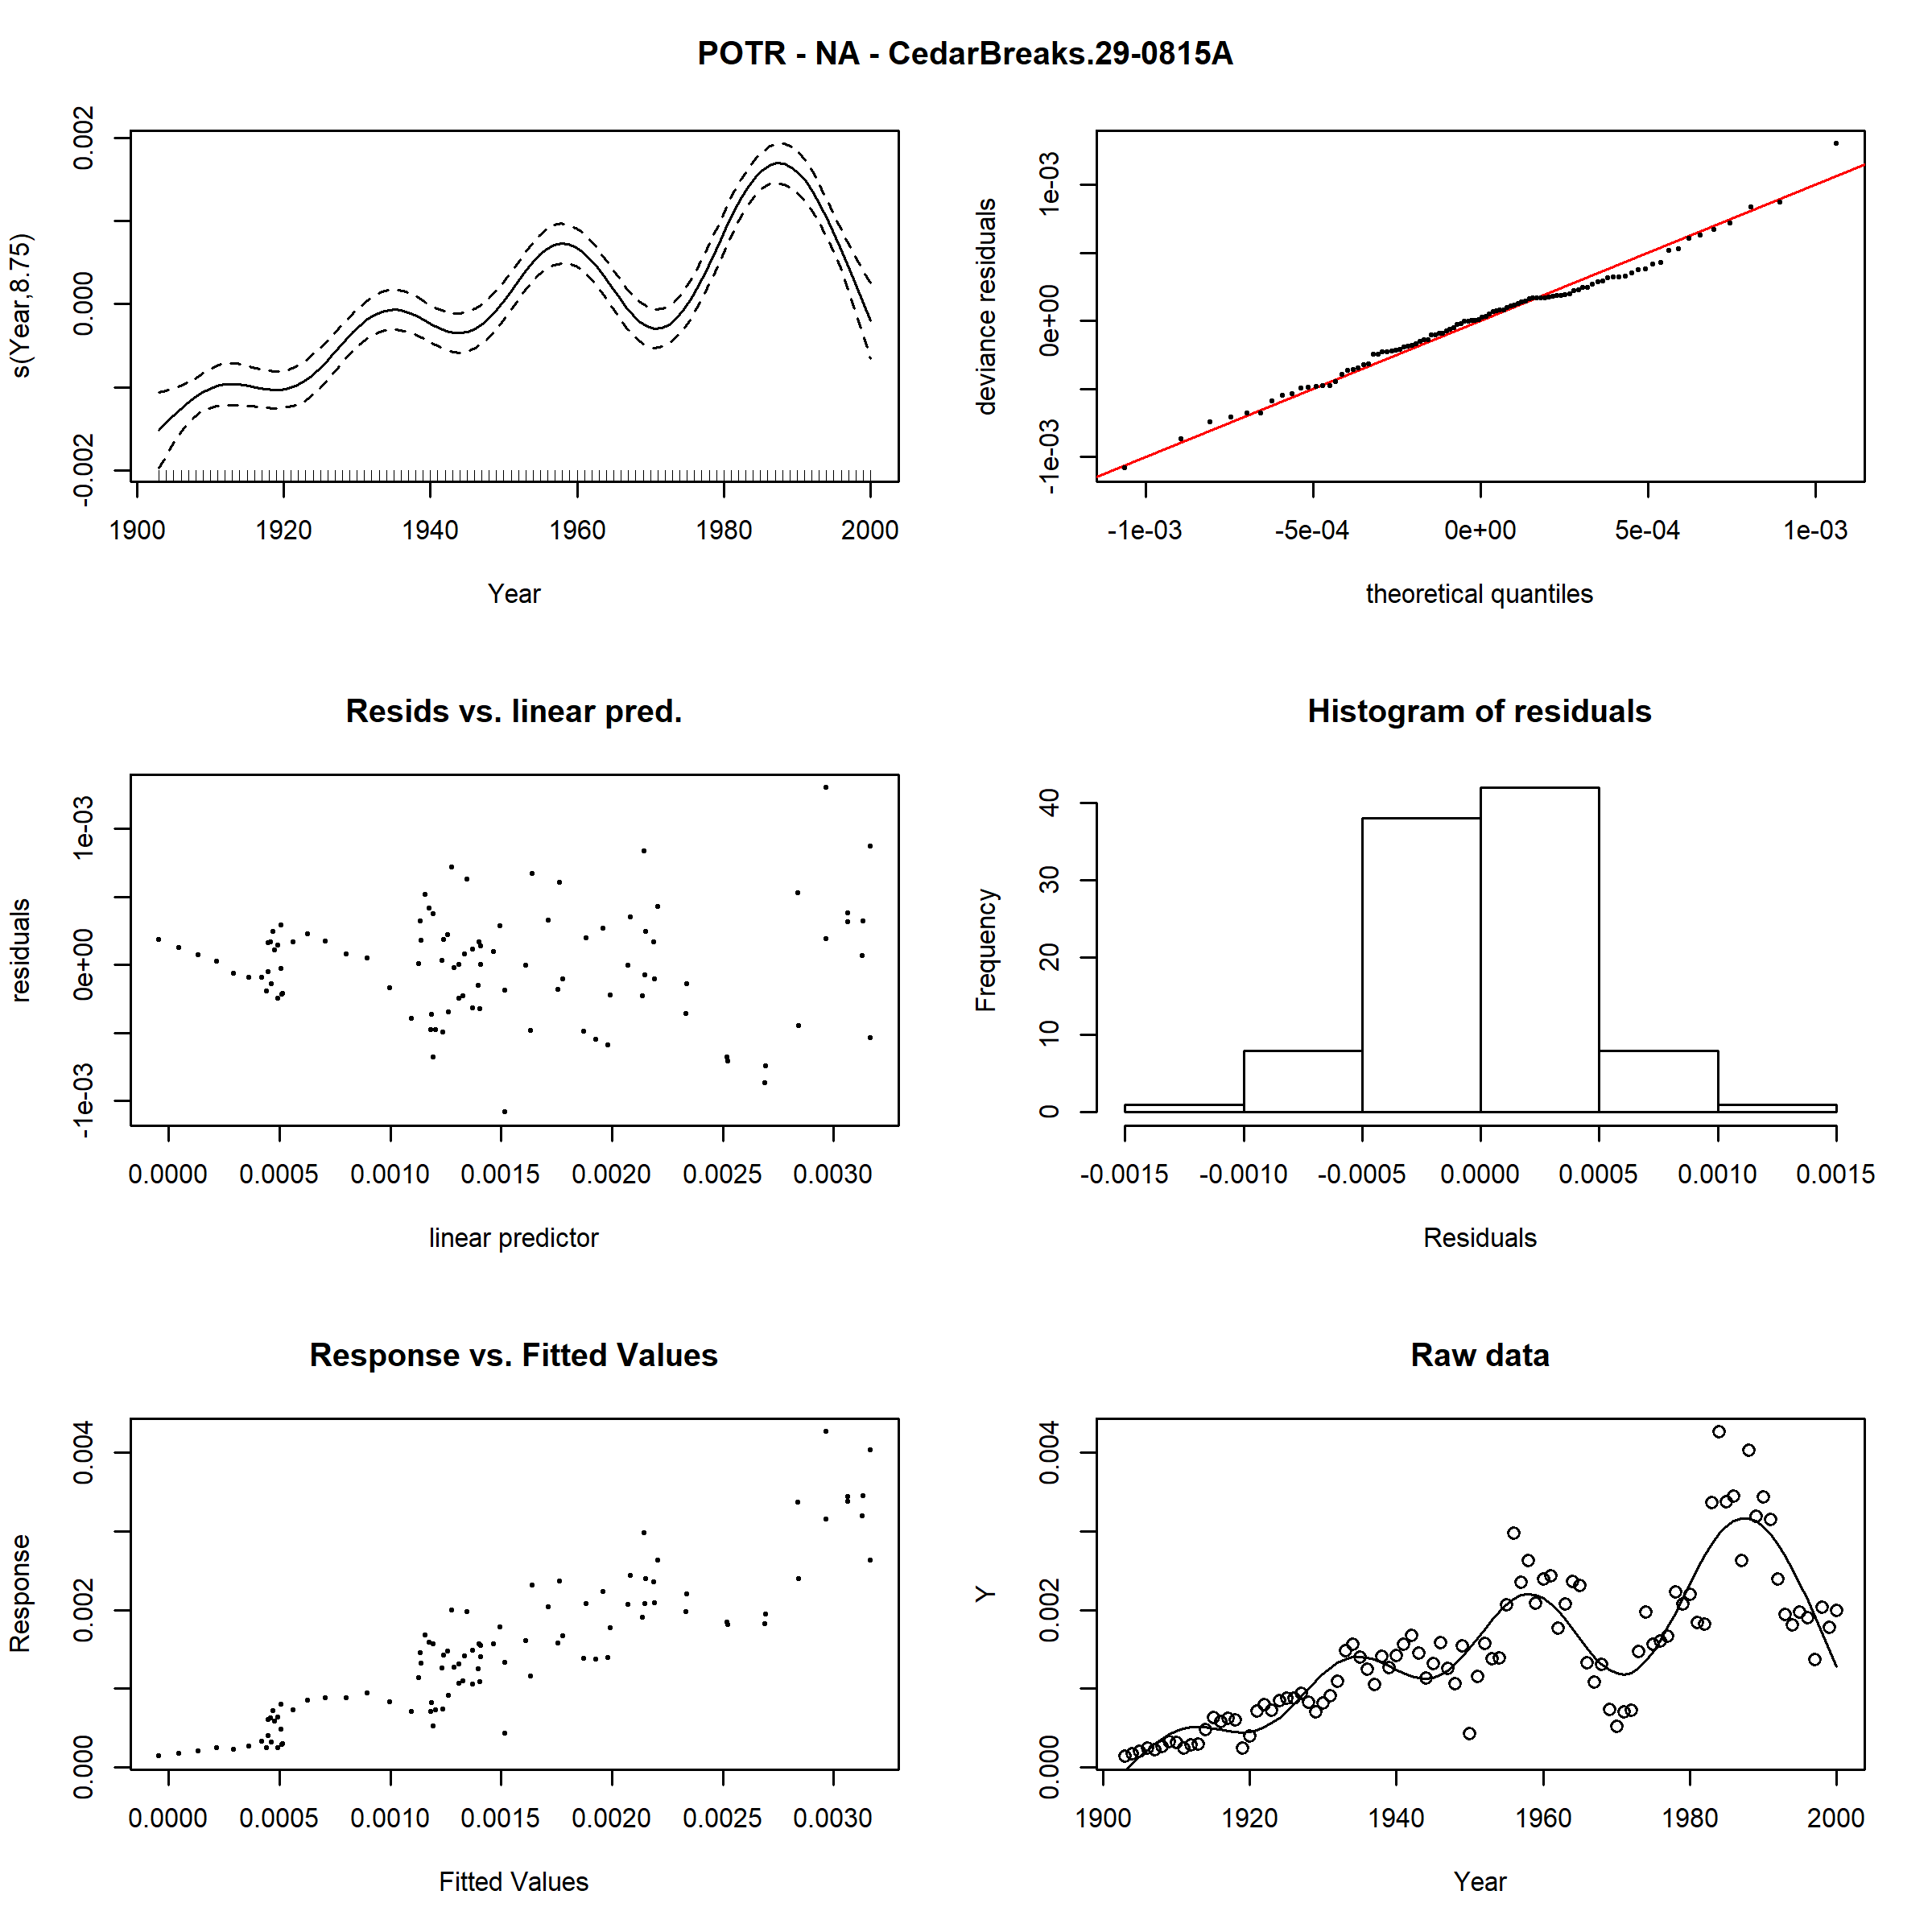 POTR - NA - CedarBreaks.29-0815A
s(Year,8.75)
0.002
0.000
-0.002
1900 1920 1940 1960 1980 2000
Year
deviance residuals
1e-03
0e+00
-1e-03
-1e-03 -5e-04 0e+00 5e-04 1e-03
theoretical quantiles
Resids vs. linear pred.
residuals
1e-03
0e+00
-1e-03
0.0000 0.0005 0.0010 0.0015 0.0020 0.0025 0.0030
linear predictor
Histogram of residuals
Frequency
40
30
20
10
0
-0.0015 -0.0010 -0.0005 0.0000 0.0005 0.0010 0.0015
Residuals
Response vs. Fitted Values
Response
0.004
0.002
0.000
0.0000 0.0005 0.0010 0.0015 0.0020 0.0025 0.0030
Fitted Values
Raw data
Y
0.004
0.002
0.000
1900 1920 1940 1960 1980 2000
Year